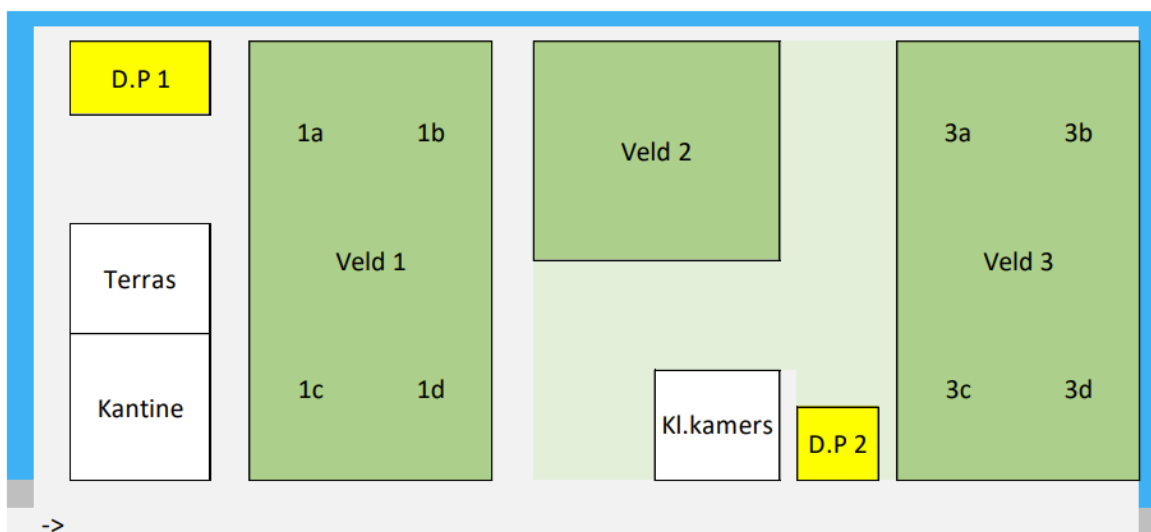 D.P 1
1a
1b
Veld 2
3a
3b
Terras
Veld 1
Veld 3
Kantine
1c
1d
Kl.kamers
D.P 2
3c
3d
->